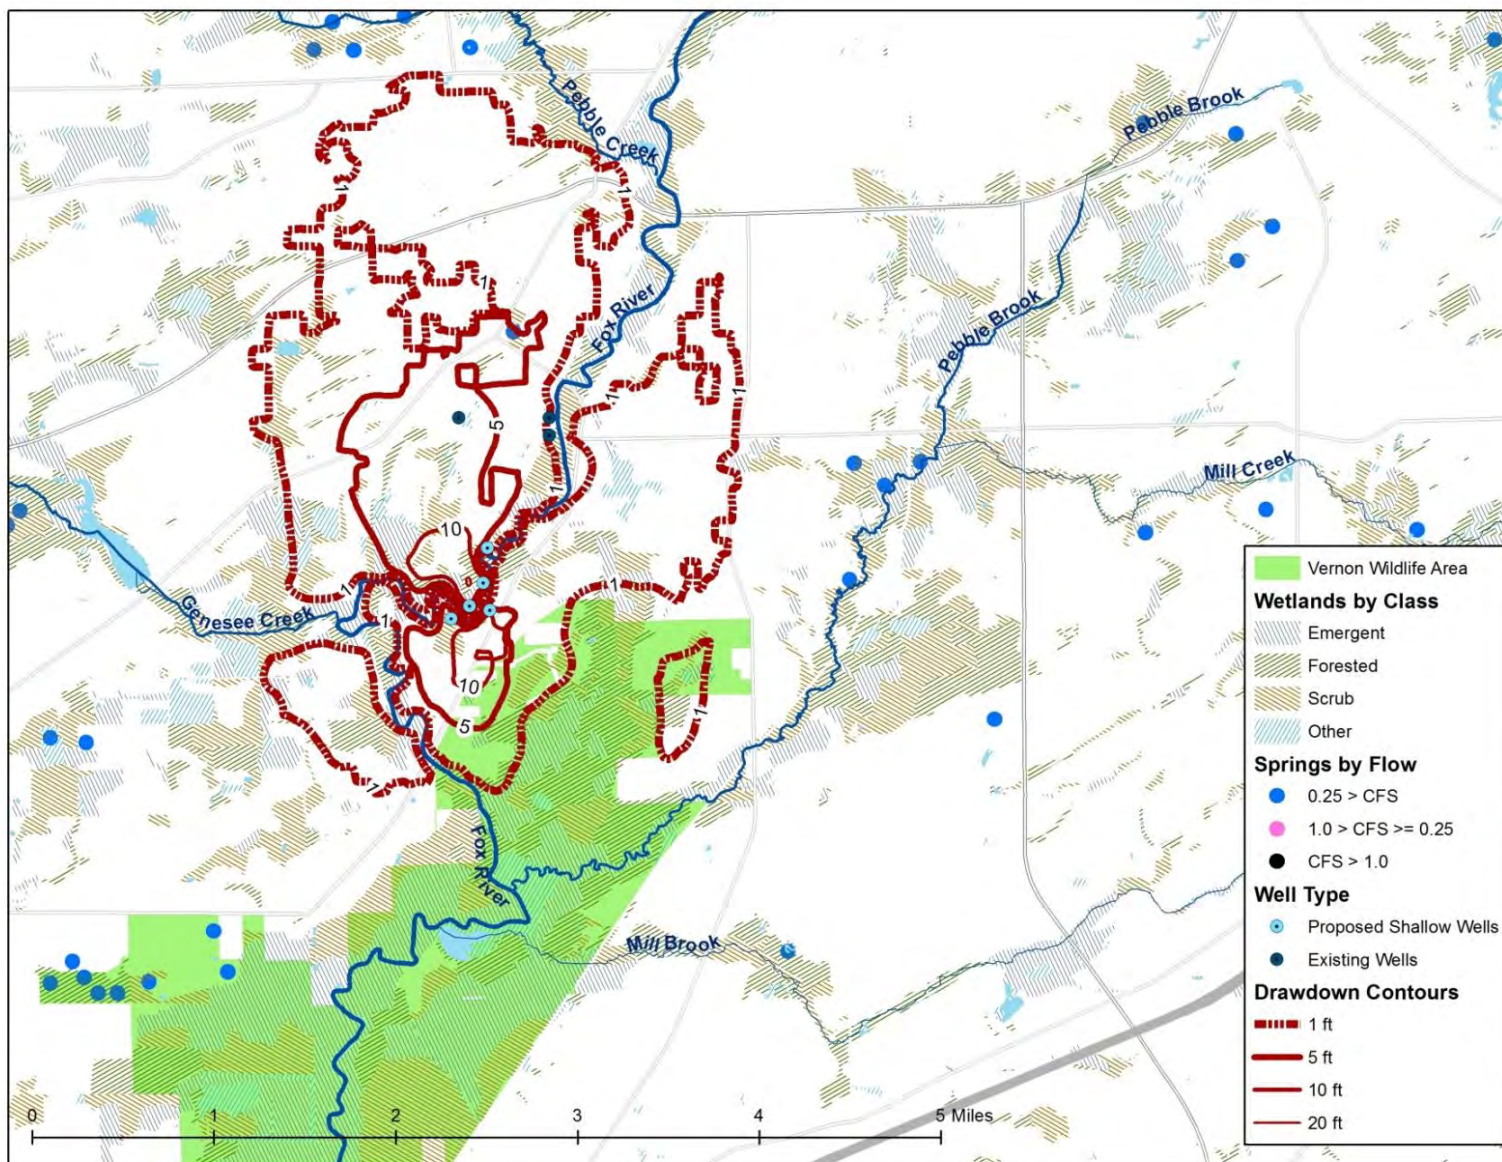 Pebble Creek
Pebble Brook
1
1
1
Fox River
Pebble Brook
1
1
5
Mill Creek
1
10
1
1
Genesee Creek
1
10
5
1
1
Fox River
Mill Brook
0 1 2 3 4 5 Miles
Vernon Wildlife Area
Wetlands by Class
Emergent
Forested
Scrub
Other
Springs by Flow
0.25 > CFS
1.0 > CFS >= 0.25
CFS > 1.0
Well Type
Proposed Shallow Wells
Existing Wells
Drawdown Contours
1 ft
5 ft
10 ft
20 ft